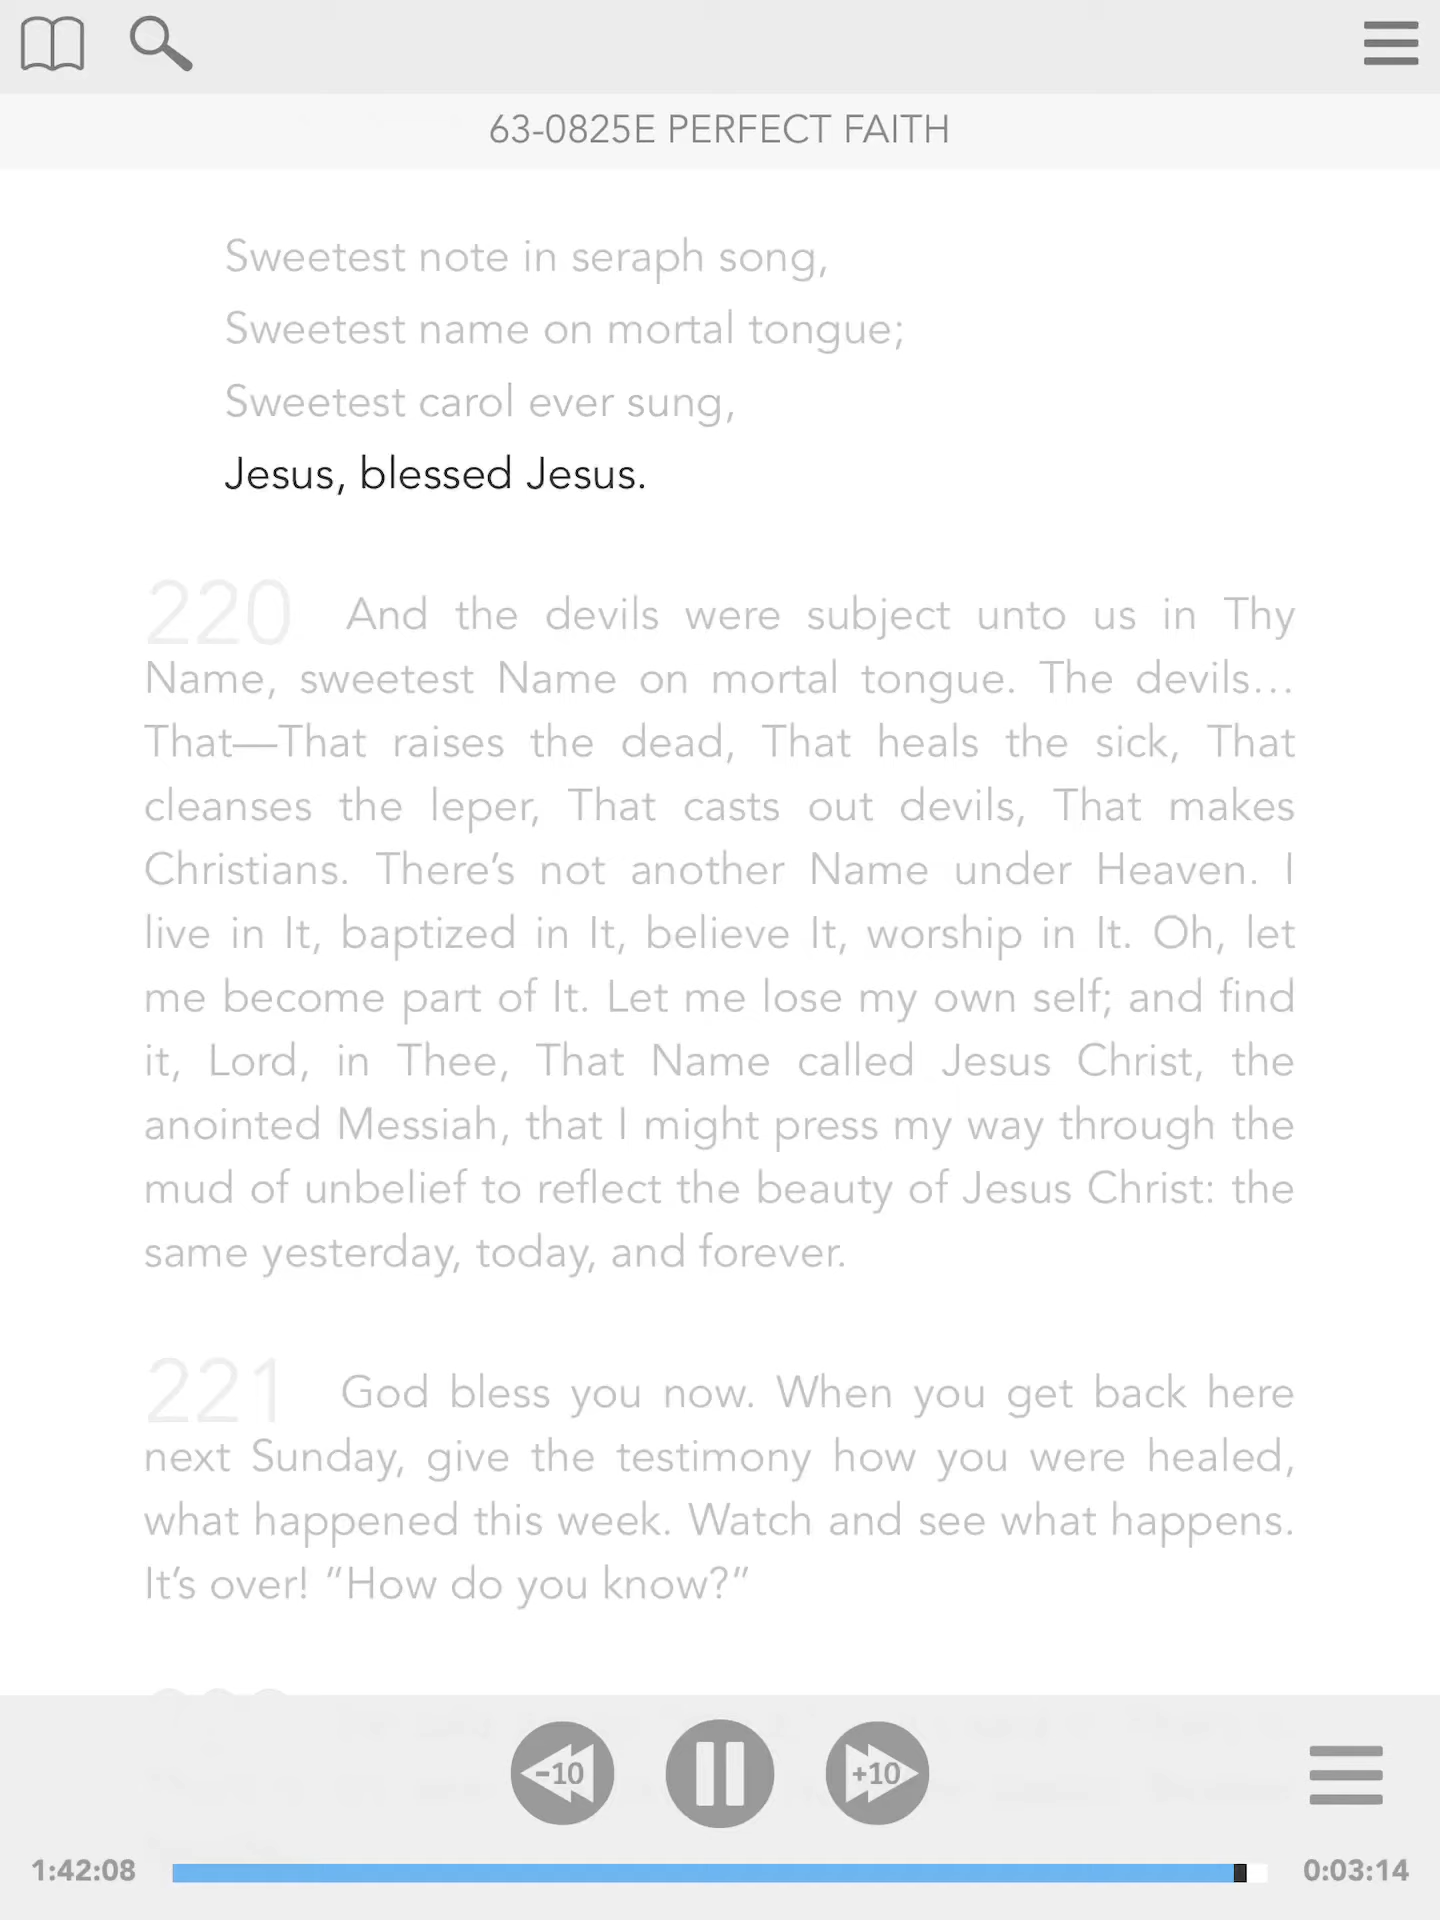 63-0825E PERFECT FAITH
Sweetest note in seraph song,
Sweetest name on mortal tongue;
Sweetest carol ever sung,
Jesus, blessed Jesus.
220 And the devils were subject unto us in Thy
Name, sweetest Name on mortal tongue. The devils…
That—That raises the dead, That heals the sick, That
cleanses the leper, That casts out devils, That makes
Christians. There’s not another Name under Heaven. I
live in It, baptized in It, believe It, worship in It. Oh, let
me become part of It. Let me lose my own self; and find
it, Lord, in Thee, That Name called Jesus Christ, the
anointed Messiah, that I might press my way through the
mud of unbelief to reflect the beauty of Jesus Christ: the
same yesterday, today, and forever.
221 God bless you now. When you get back here
next Sunday, give the testimony how you were healed,
what happened this week. Watch and see what happens.
It’s over! “How do you know?”
-10 +10
1:42:08 0:03:14